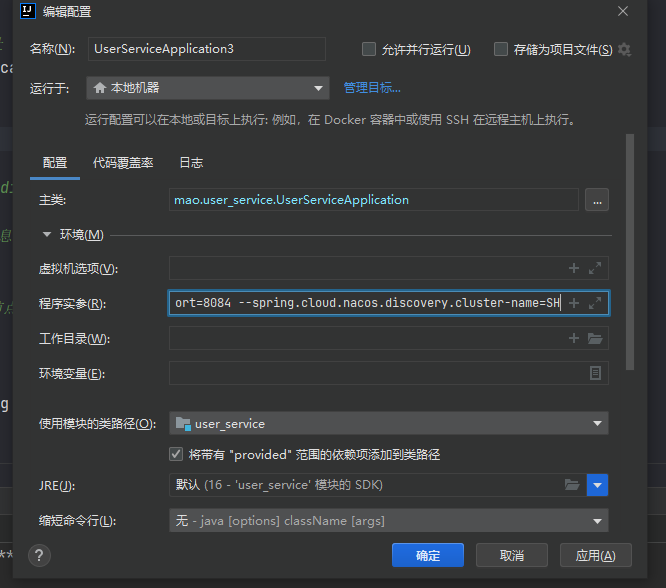 编辑配置
名称(N): UserServiceApplication3 允许并行运行(U) 存储为项目文件(S)
运行于: 本地机器 管理目标...
运行配置可以在本地或目标上执行: 例如，在 Docker 容器中或使用 SSH 在远程主机上执行。
配置 代码覆盖率 日志
主类: mao.user_service.UserServiceApplication ...
环境(M)
虚拟机选项(V):
程序实参(R): ort=8084 --spring.cloud.nacos.discovery.cluster-name=SH
工作目录(W):
环境变量(E):
使用模块的类路径(O): user_service
将带有 "provided" 范围的依赖项添加到类路径
JRE(J): 默认 (16 - 'user_service' 模块的 SDK)
缩短命令行(L): 无 - java [options] className [args]
? 确定 取消 应用(A)